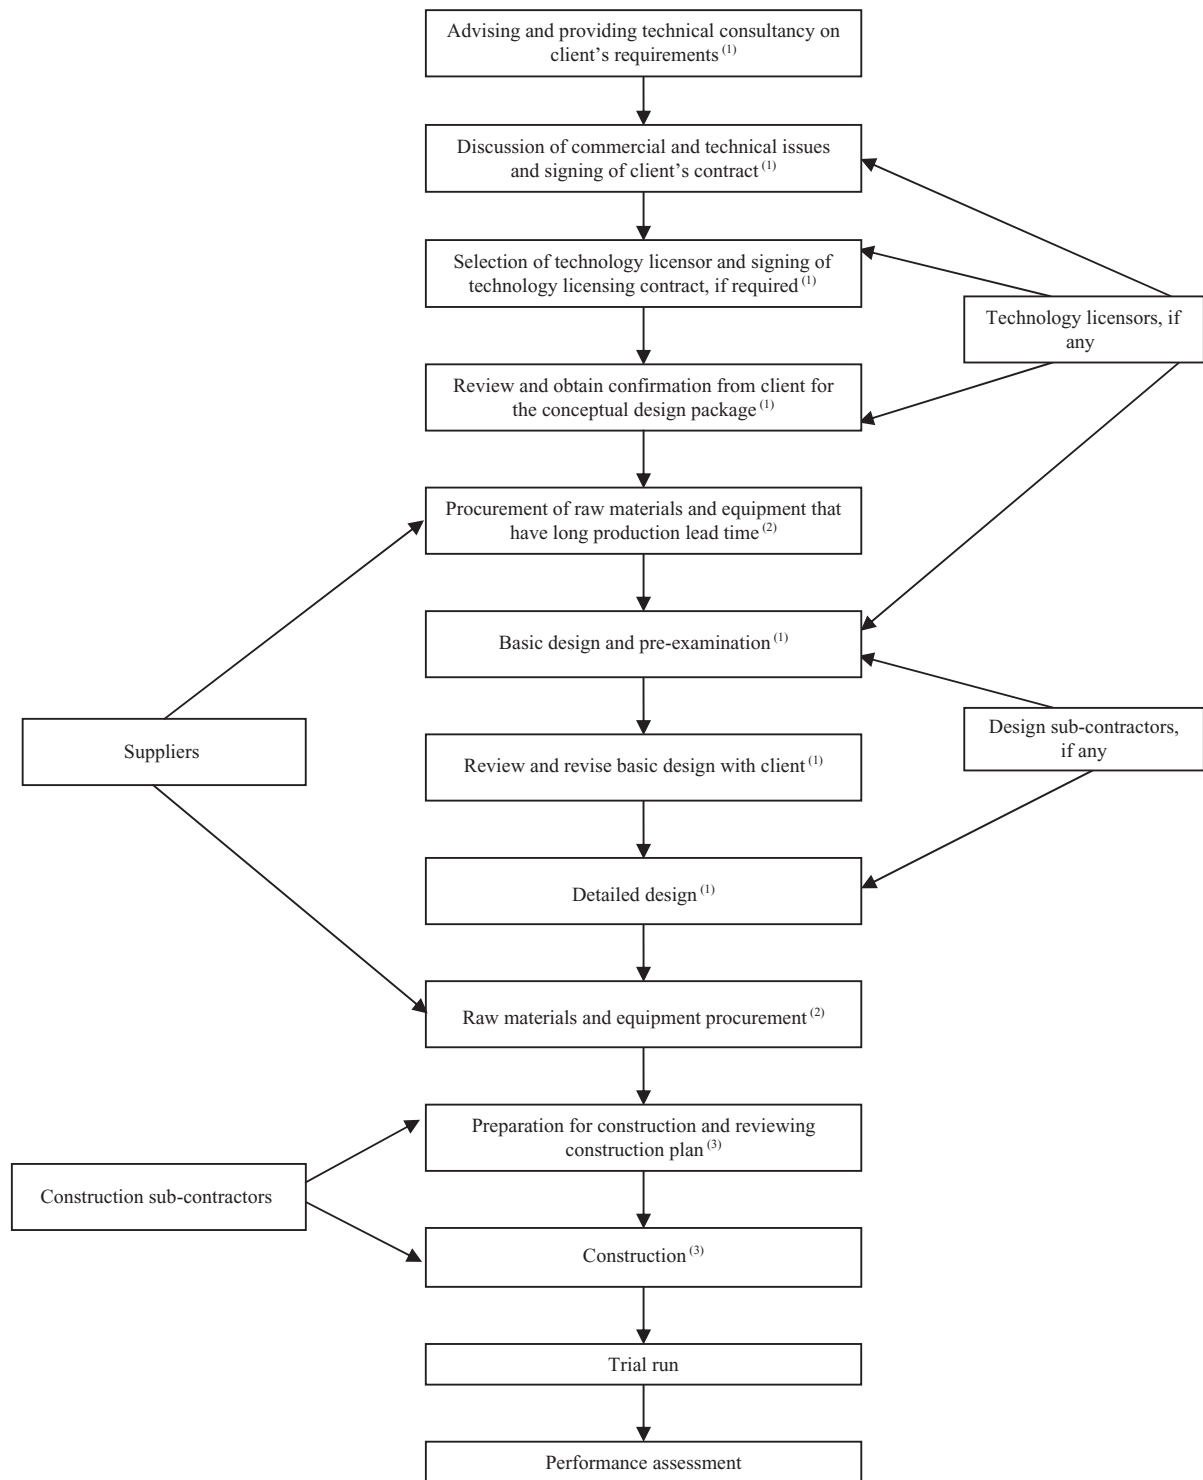 Advising and providing technical consultancy on
client’s requirements (1)
Discussion of commercial and technical issues
and signing of client’s contract (1)
Selection of technology licensor and signing of
technology licensing contract, if required (1)
Technology licensors, if
any
Review and obtain confirmation from client for
the conceptual design package (1)
Procurement of raw materials and equipment that
have long production lead time (2)
Basic design and pre-examination (1)
Suppliers
Design sub-contractors,
if any
Review and revise basic design with client (1)
Detailed design (1)
Raw materials and equipment procurement (2)
Preparation for construction and reviewing
construction plan (3)
Construction sub-contractors
Construction (3)
Trial run
Performance assessment